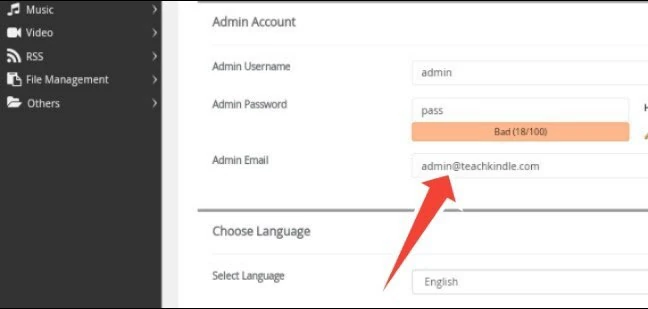 Music
Video
RSS
File Management
Others
Admin Account
Admin Username
admin
Admin Password
pass
Bad (18/100)
Admin Email
admin@teachkindle.com
Choose Language
Select Language
English